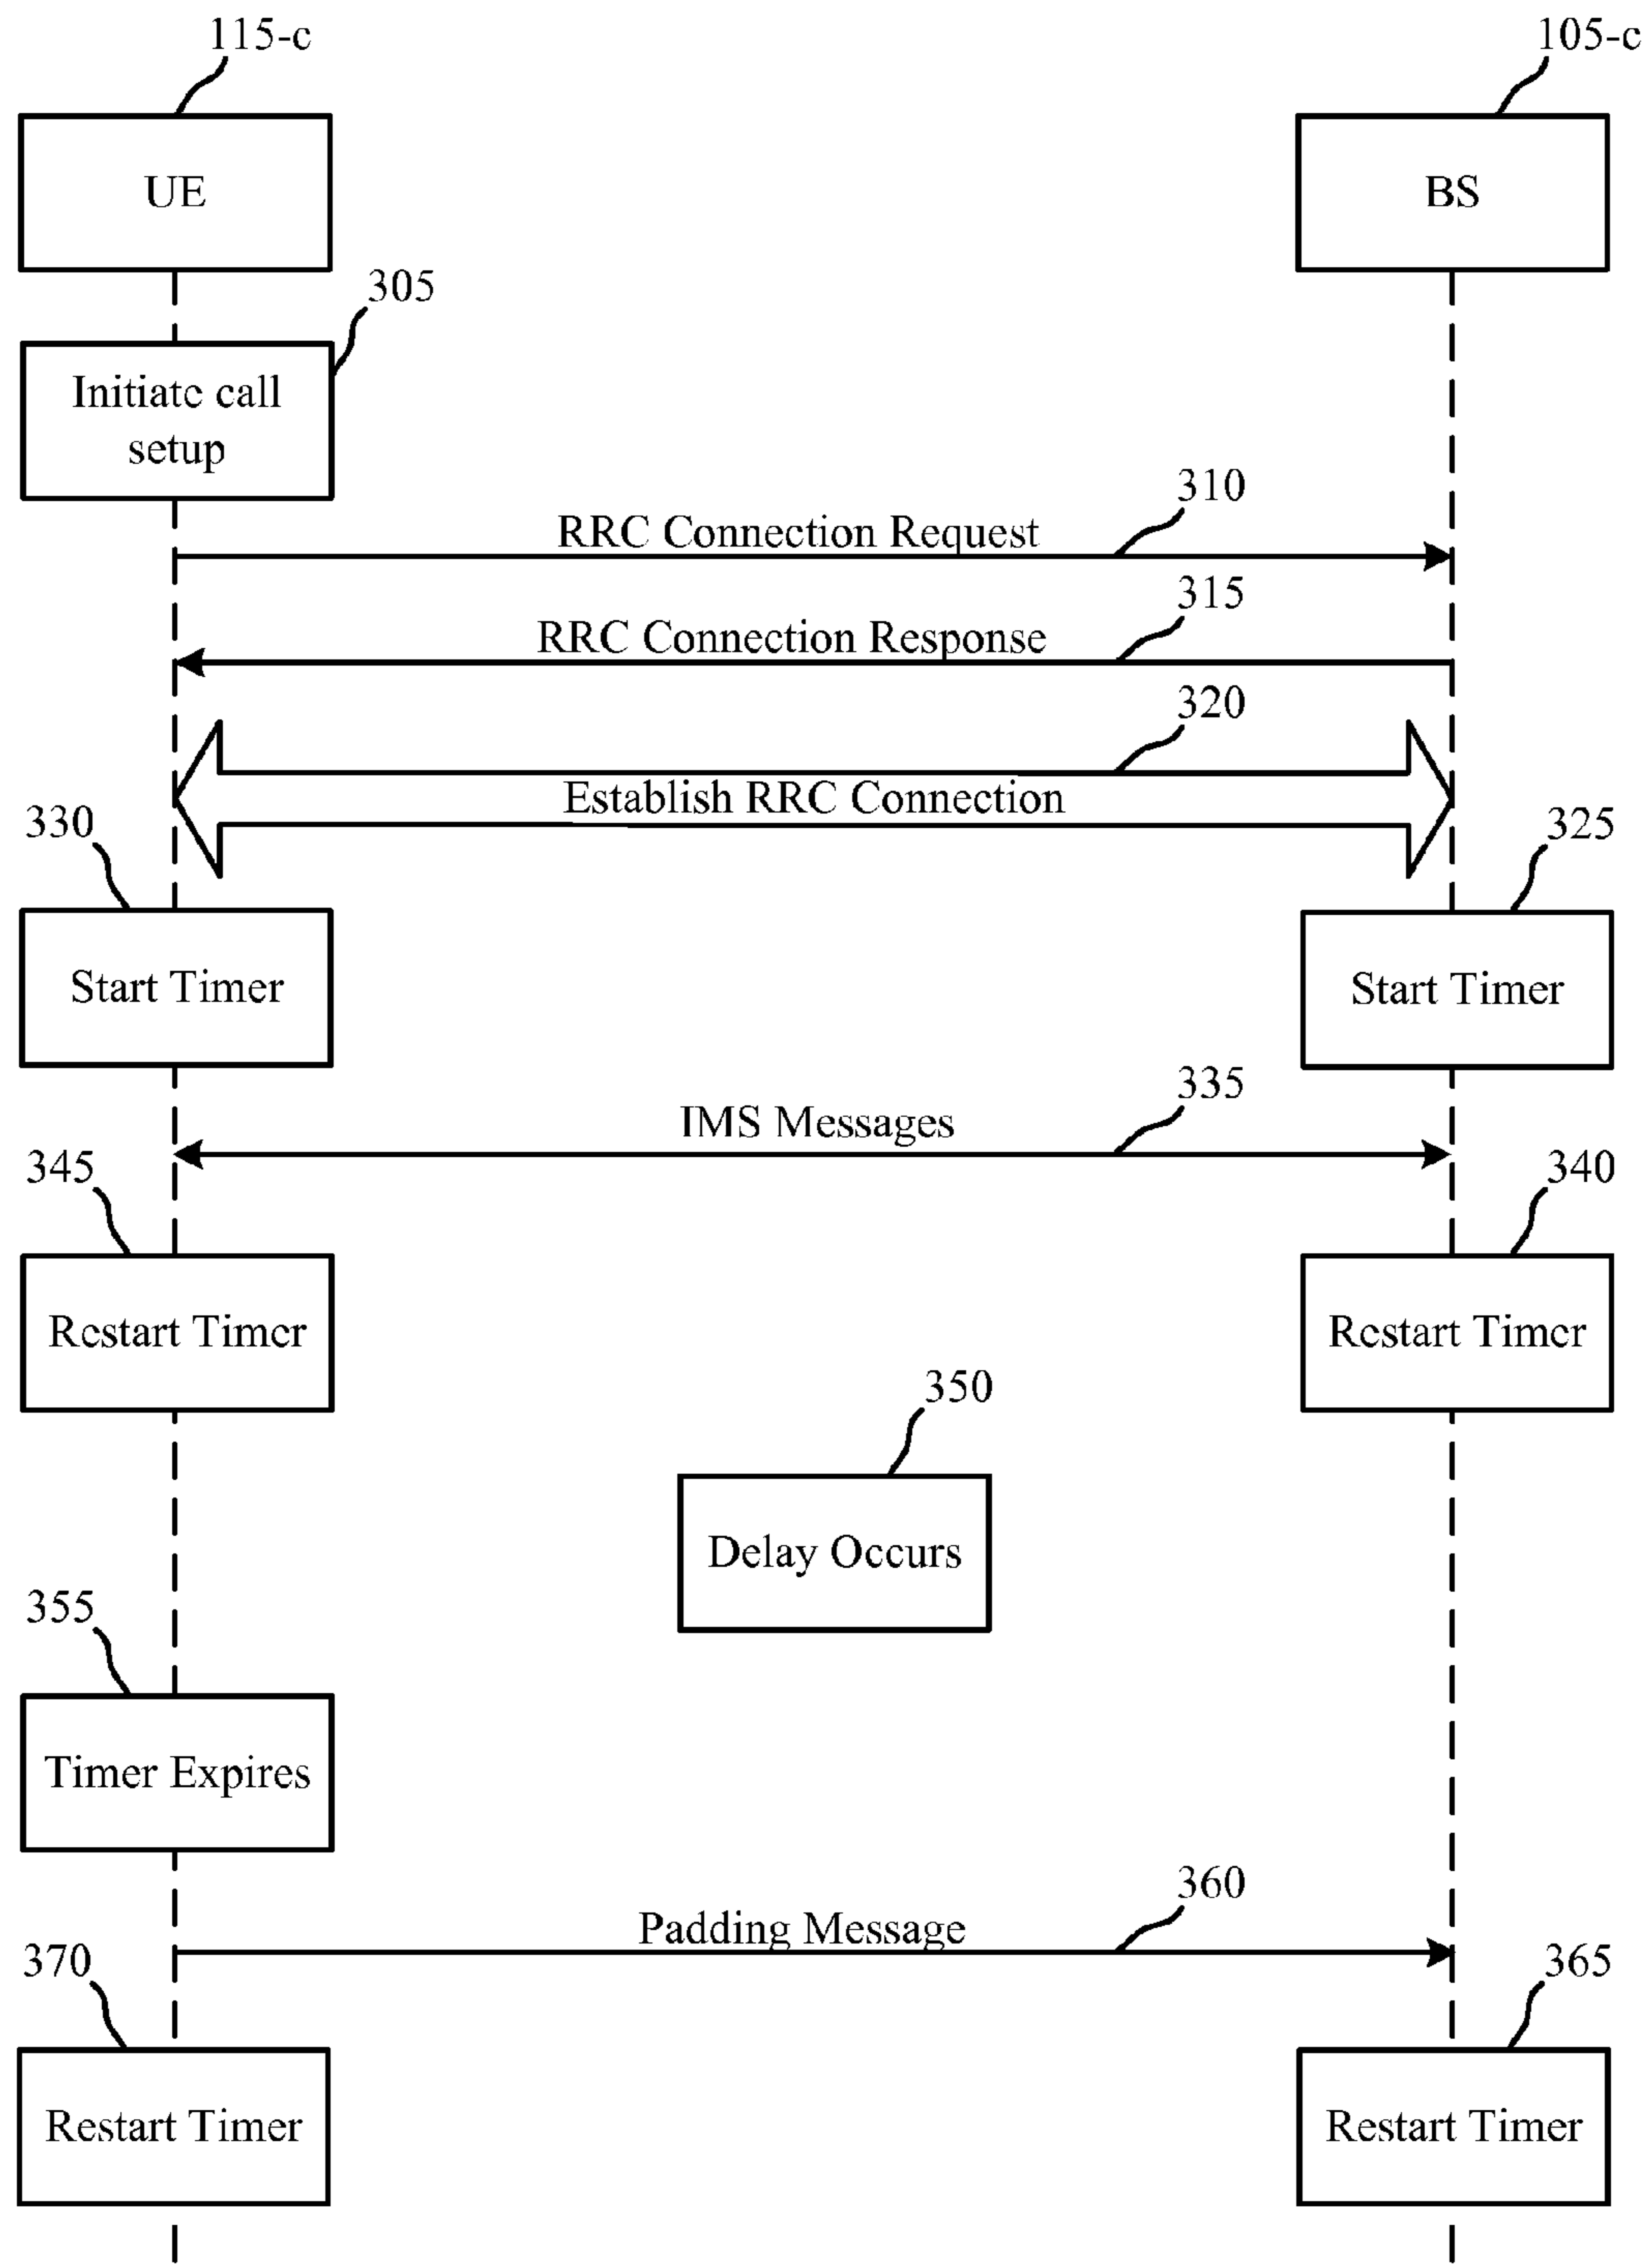 115-c
105-c
UE
BS
305
Initiate call
setup
310
RRC Connection Request
315
RRC Connection Response
320
Establish RRC Connection
330
325
Start Timer
Start Timer
335
IMS Messages
345
340
Restart Timer
Restart Timer
350
Delay Occurs
355
Timer Expires
360
Padding Message
370
365
Restart Timer
Restart Timer